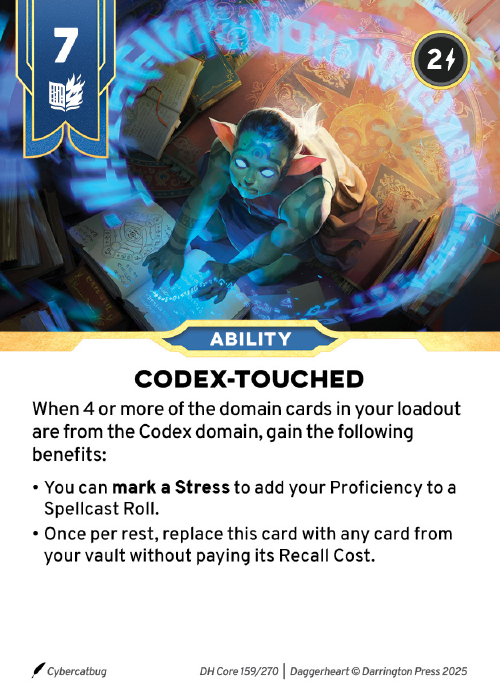 7
2
ABILITY
CODEX-TOUCHED
When 4 or more of the domain cards in your loadout
are from the Codex domain, gain the following
benefits:
• You can mark a Stress to add your Proficiency to a
Spellcast Roll.
• Once per rest, replace this card with any card from
your vault without paying its Recall Cost.
Cybercatbug
DH Core 159/270 | Daggerheart © Darrington Press 2025